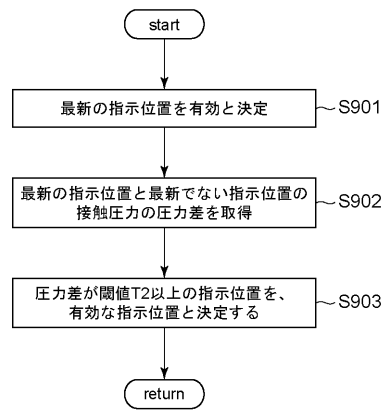 start
最新の指示位置を有効と決定
S901
最新の指示位置と最新でない指示位置の
接触圧力の圧力差を取得
S902
圧力差が閾値T2以上の指示位置を、
有効な指示位置と決定する
S903
return